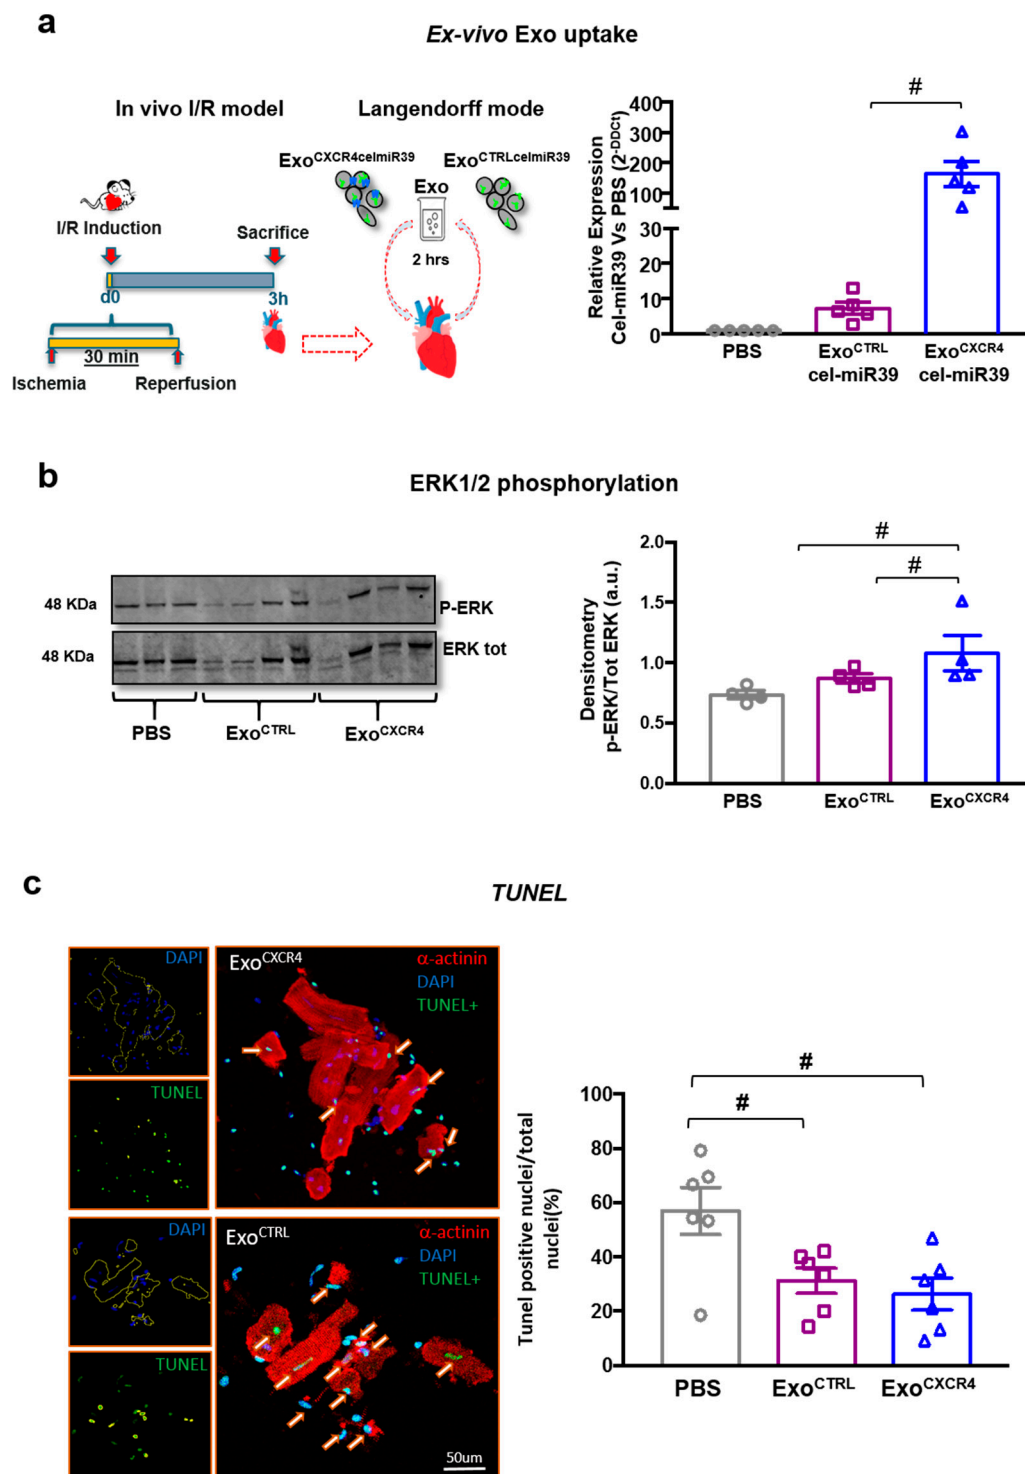 a
Ex-vivo Exo uptake
In vivo I/R model
Langendorff mode
ExoCXCR4celmiR39
ExoCTRLcelmiR39
Exo
2 hrs
I/R Induction
Sacrifice
d0
3h
30 min
Ischemia
Reperfusion
Relative Expression
Cel-miR39 Vs PBS (2-DDCt)
400
300
200
100
30
20
10
0
#
PBS
ExoCTRL
cel-miR39
ExoCXCR4
cel-miR39
b
ERK1/2 phosphorylation
48 KDa
P-ERK
48 KDa
ERK tot
PBS
ExoCTRL
ExoCXCR4
Densitometry
p-ERK/Tot ERK (a.u.)
2.0
1.5
1.0
0.5
0.0
#
#
PBS
ExoCTRL
ExoCXCR4
c
TUNEL
DAPI
TUNEL
ExoCXCR4
α-actinin
DAPI
TUNEL+
DAPI
TUNEL
ExoCTRL
α-actinin
DAPI
TUNEL+
50um
Tunel positive nuclei/total
nuclei(%)
100
80
60
40
20
0
#
#
PBS
ExoCTRL
ExoCXCR4